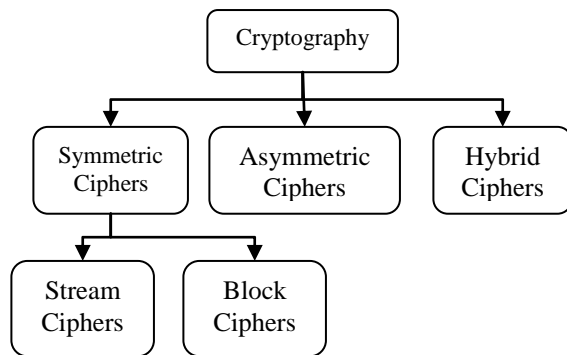 Cryptography
Symmetric
Ciphers
Asymmetric
Ciphers
Hybrid
Ciphers
Stream
Ciphers
Block
Ciphers